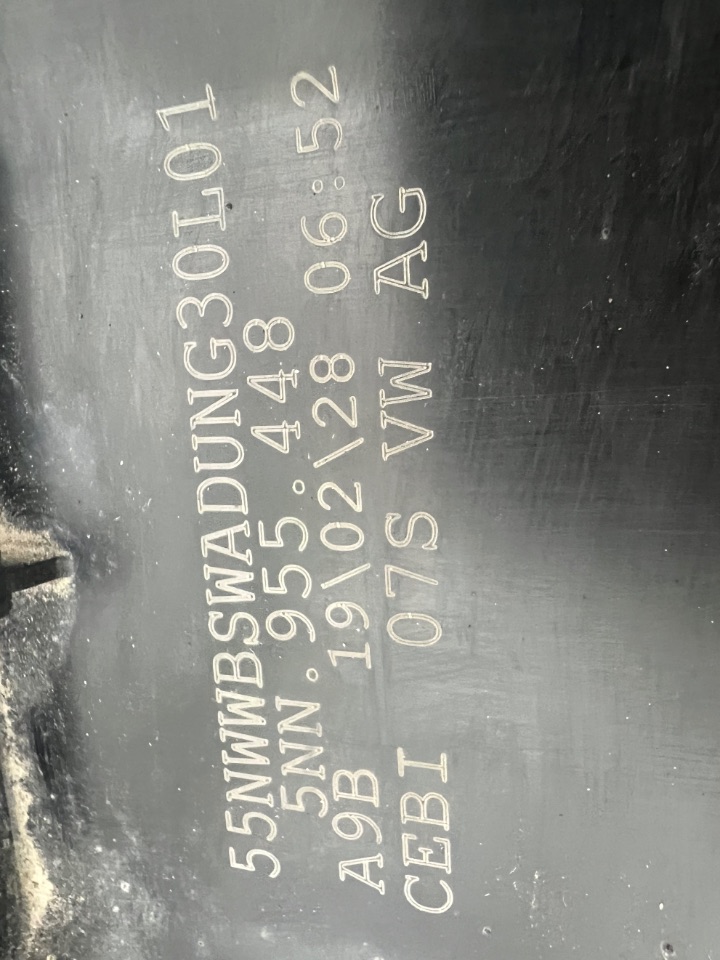 55NWWBSWADUNG30L01
5NN.955.448
A9B 19\02\28 06:52
CEBI 07S VW AG